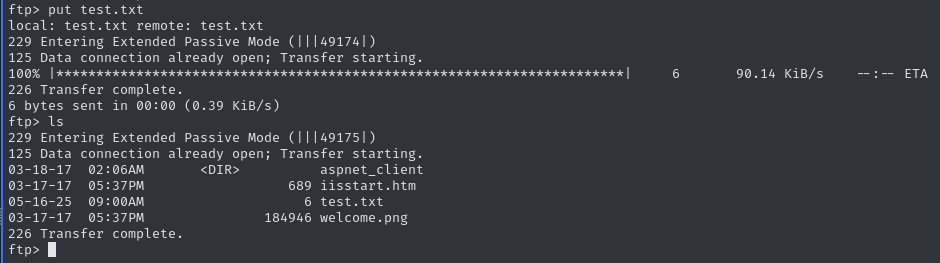 ftp> put test.txt
local: test.txt remote: test.txt
229 Entering Extended Passive Mode (|||49174|)
125 Data connection already open; Transfer starting.
100% |***********************************************************************|     6       90.14 KiB/s    --:-- ETA
226 Transfer complete.
6 bytes sent in 00:00 (0.39 KiB/s)
ftp> ls
229 Entering Extended Passive Mode (|||49175|)
125 Data connection already open; Transfer starting.
03-18-17  02:06AM       <DIR>          aspnet_client
03-17-17  05:37PM                  689 iisstart.htm
05-16-25  09:00AM                    6 test.txt
03-17-17  05:37PM               184946 welcome.png
226 Transfer complete.
ftp>